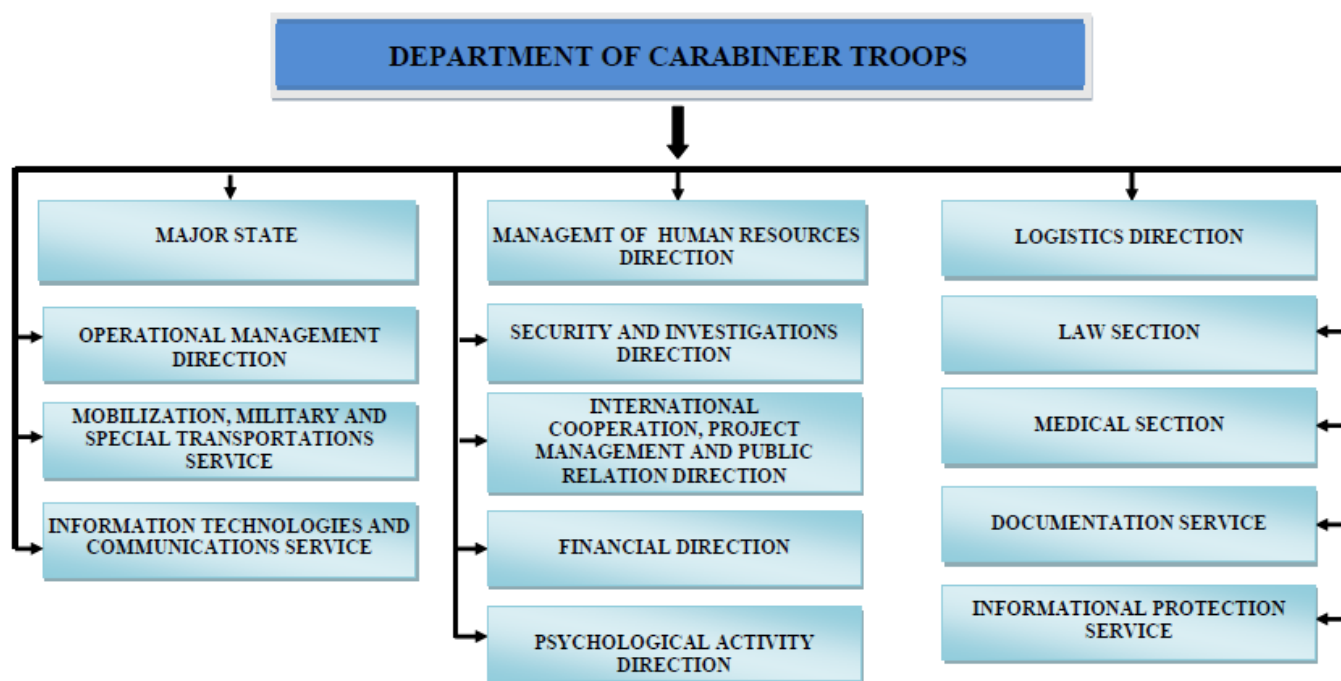 DEPARTMENT OF CARABINEER TROOPS
MAJOR STATE
OPERATIONAL MANAGEMENT
DIRECTION
MOBILIZATION, MILITARY AND
SPECIAL TRANSPORTATIONS
SERVICE
INFORMATION TECHNOLOGIES AND
COMMUNICATIONS SERVICE
MANAGEMT OF HUMAN RESOURCES
DIRECTION
SECURITY AND INVESTIGATIONS
DIRECTION
INTERNATIONAL
COOPERATION, PROJECT
MANAGEMENT AND PUBLIC
RELATION DIRECTION
FINANCIAL DIRECTION
PSYCHOLOGICAL ACTIVITY
DIRECTION
LOGISTICS DIRECTION
LAW SECTION
MEDICAL SECTION
DOCUMENTATION SERVICE
INFORMATIONAL PROTECTION
SERVICE